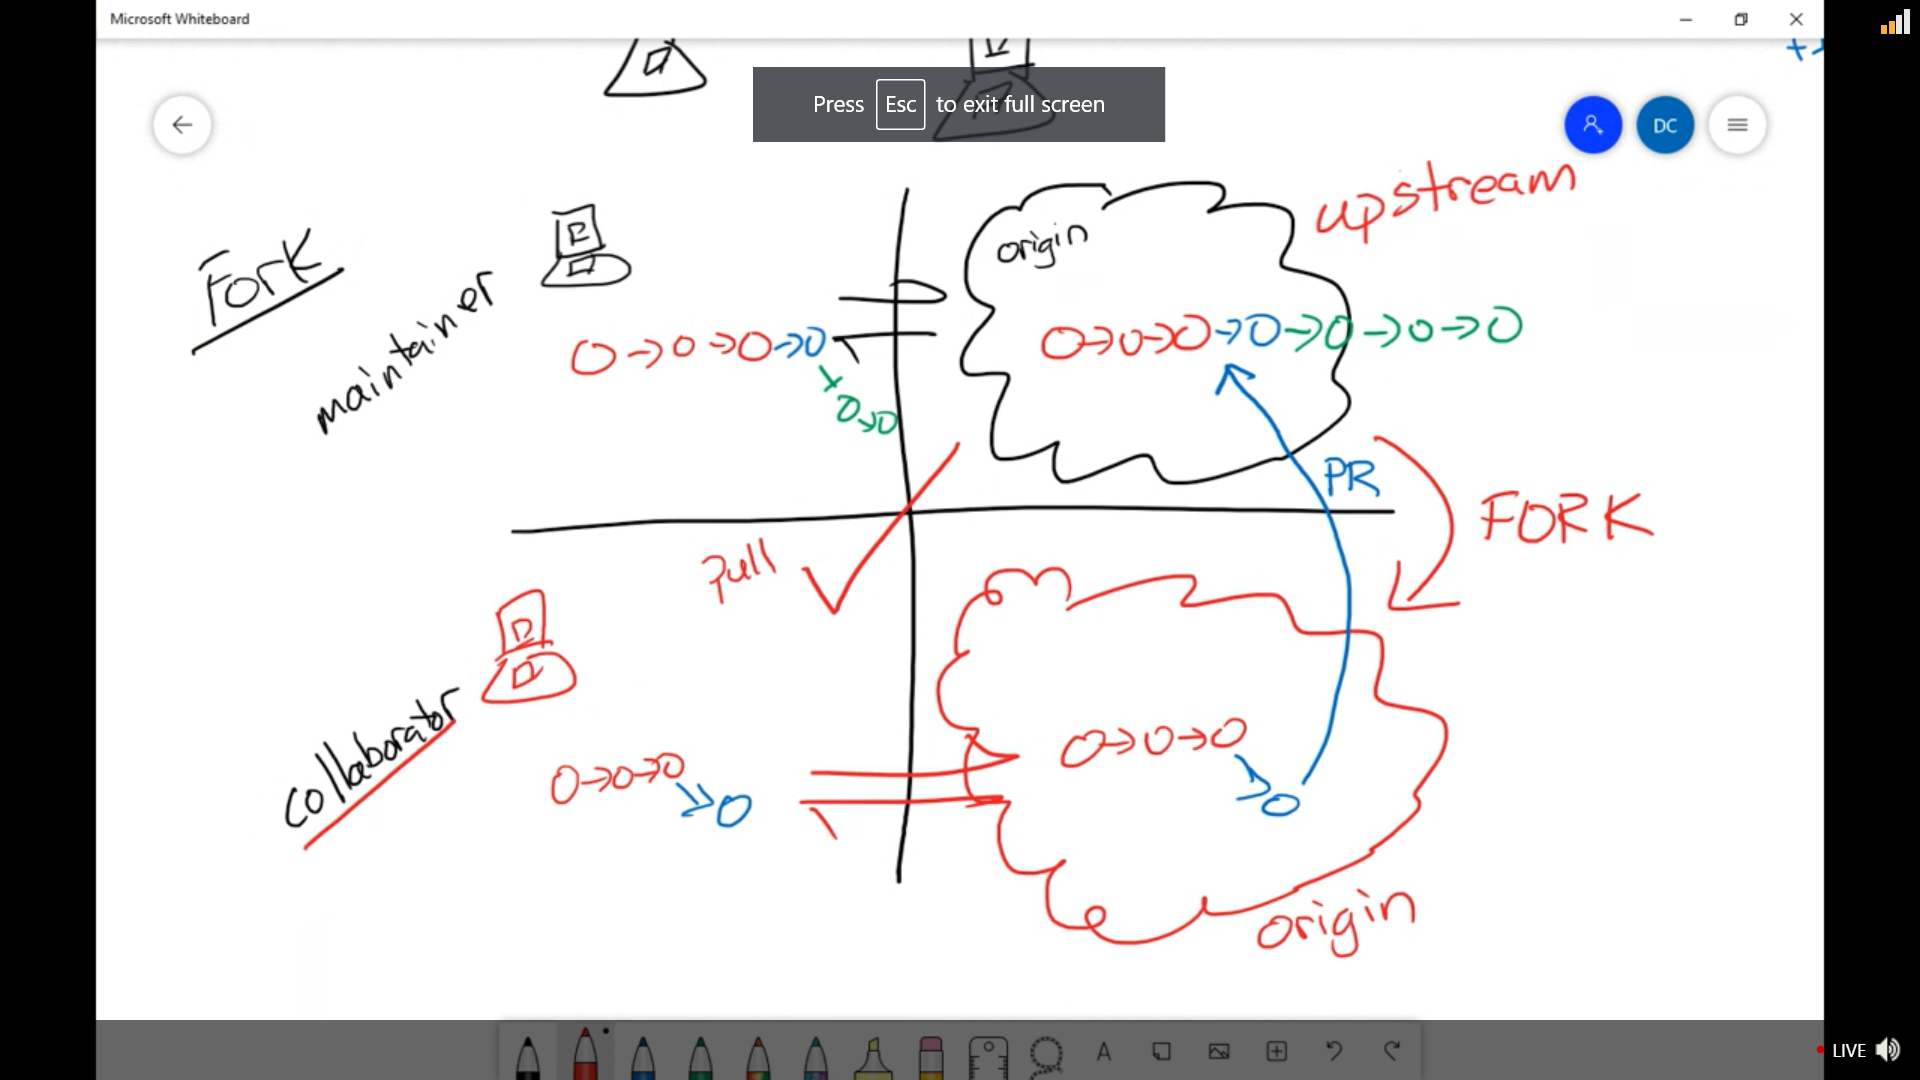 Microsoft Whiteboard
Press Esc to exit full screen
DC
upstream
origin
Fork
maintainer
PR
FORK
Pull
collaborator
origin
A
LIVE